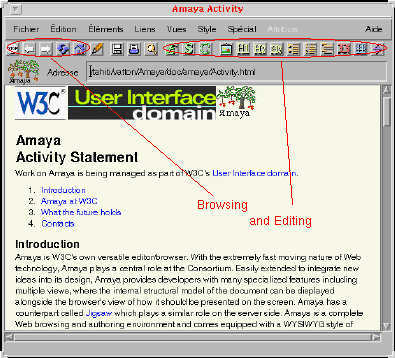 Amaya Activity
Fichier Édition Éléments Liens Vues Style Spécial Attributs Aide
Amaya Adresse /tahiti/vatton/Amaya/doc/amaya/Activity.html
W3C User Interface domain Amaya
Amaya
Activity Statement
Work on Amaya is being managed as part of W3C's User Interface domain.
1. Introduction
2. Amaya at W3C
3. What the future holds
4. Contacts
Browsing
and Editing
Introduction
Amaya is W3C's own versatile editor/browser. With the extremely fast moving nature of Web
technology, Amaya plays a central role at the Consortium. Easily extended to integrate new
ideas into its design, Amaya provides developers with many specialized features including
multiple views, where the internal structural model of the document can be displayed
alongside the browser's view of how it should be presented on the screen. Amaya has a
counterpart called Jigsaw which plays a similar role on the server side. Amaya is a complete
Web browsing and authoring environment and comes equipped with a WYSIWYG style of